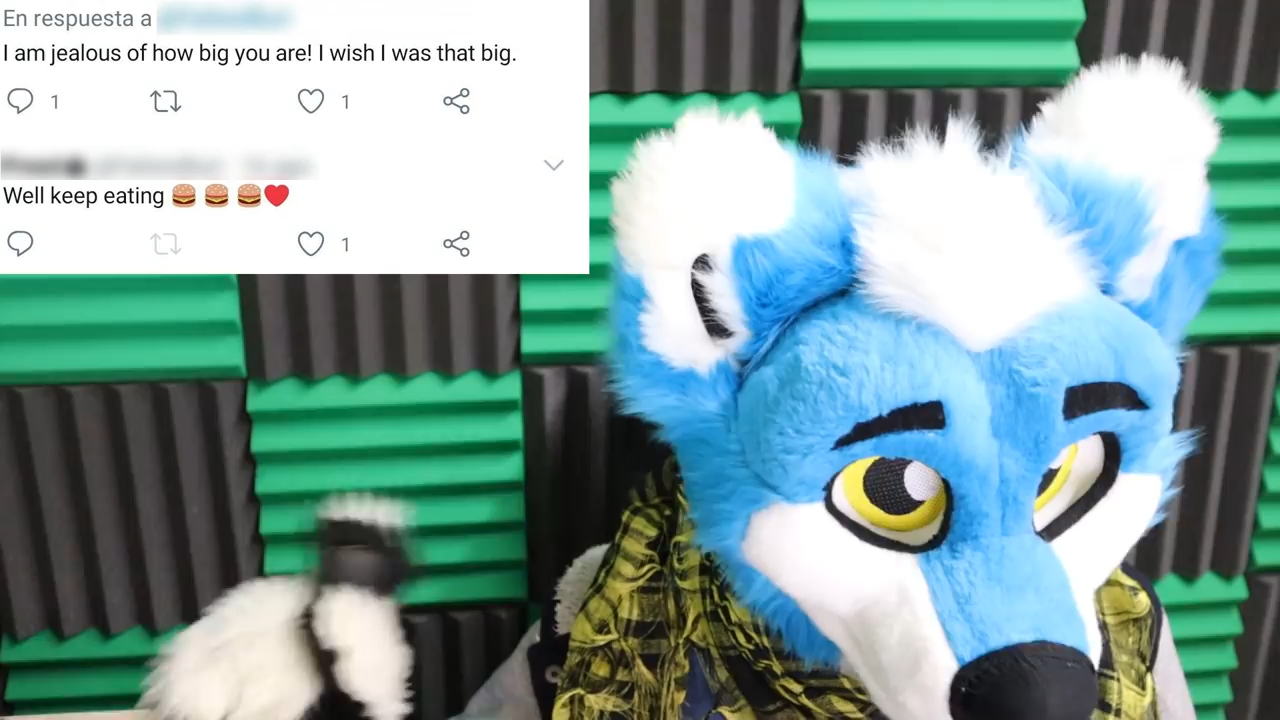 En respuesta a
I am jealous of how big you are! I wish I was that big.
1
1
Well keep eating 🍔 🍔 🍔❤️
1